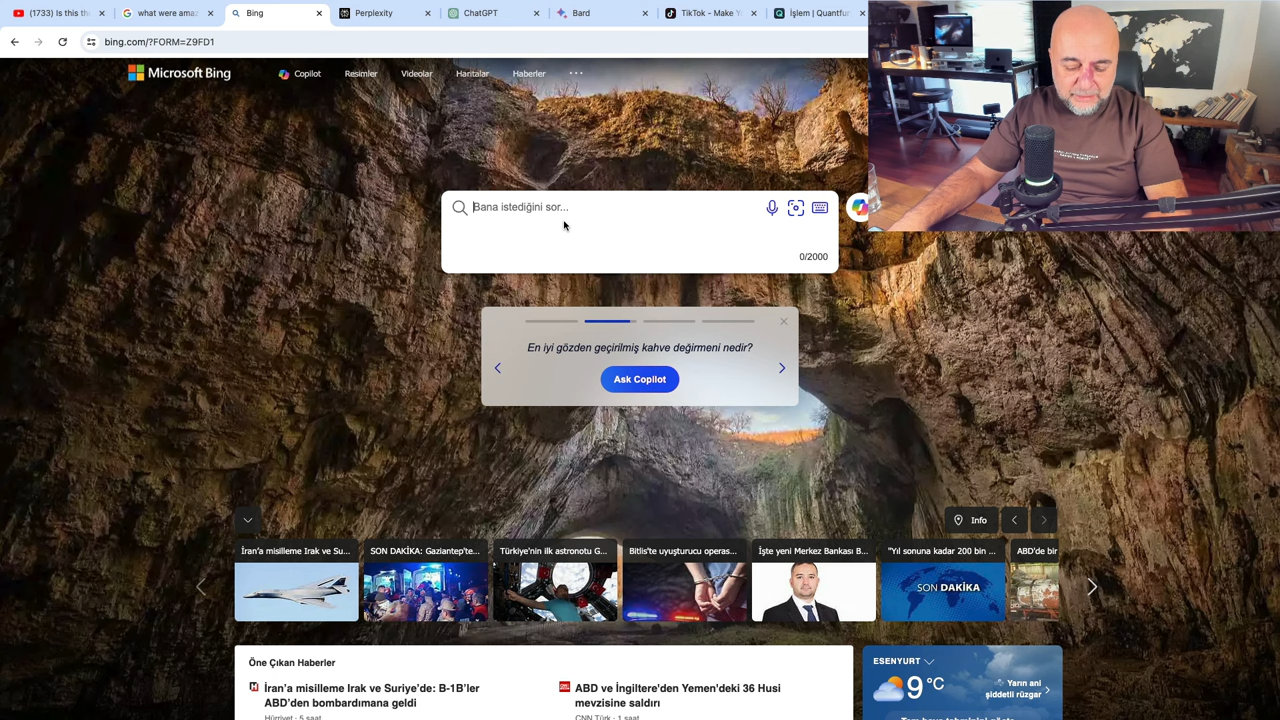 (1733) Is this the
what were amaz
Bing
Perplexity
ChatGPT
Bard
TikTok - Make Y
İşlem | Quantfur
bing.com/?FORM=Z9FD1
Microsoft Bing
Copilot
Resimler
Videolar
Haritalar
Haberler
Bana istediğini sor...
0/2000
En iyi gözden geçirilmiş kahve değirmeni nedir?
Ask Copilot
Info
İran'a misilleme Irak ve Su...
SON DAKİKA: Gaziantep'te...
Türkiye'nin ilk astronotu G...
Bitlis'te uyuşturucu operas...
İşte yeni Merkez Bankası B...
"Yıl sonuna kadar 200 bin ...
ABD'de bir
SON DAKİKA
Öne Çıkan Haberler
İran'a misilleme Irak ve Suriye'de: B-1B'ler
ABD'den bombardımana geldi
Hürriyet · 5 saat
ABD ve İngiltere'den Yemen'deki 36 Husi
mevzisine saldırı
CNN Türk · 1 saat
ESENYURT
9 °C
Yarın ani
şiddetli rüzgar